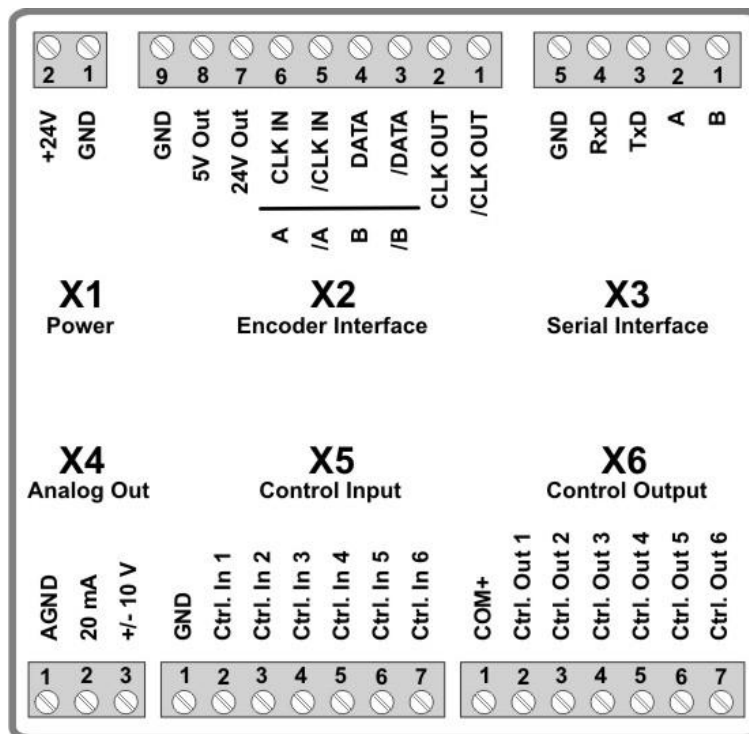 2 1
9 8 7 6 5 4 3 2 1
5 4 3 2 1
+24V
GND
GND
5V Out
24V Out
CLK IN
/CLK IN
DATA
/DATA
CLK OUT
/CLK OUT
A
/A
B
/B
GND
RxD
TxD
A
B
X1
Power
X2
Encoder Interface
X3
Serial Interface
X4
Analog Out
X5
Control Input
X6
Control Output
AGND
20 mA
+/- 10 V
GND
Ctrl. In 1
Ctrl. In 2
Ctrl. In 3
Ctrl. In 4
Ctrl. In 5
Ctrl. In 6
COM+
Ctrl. Out 1
Ctrl. Out 2
Ctrl. Out 3
Ctrl. Out 4
Ctrl. Out 5
Ctrl. Out 6
1 2 3
1 2 3 4 5 6 7
1 2 3 4 5 6 7